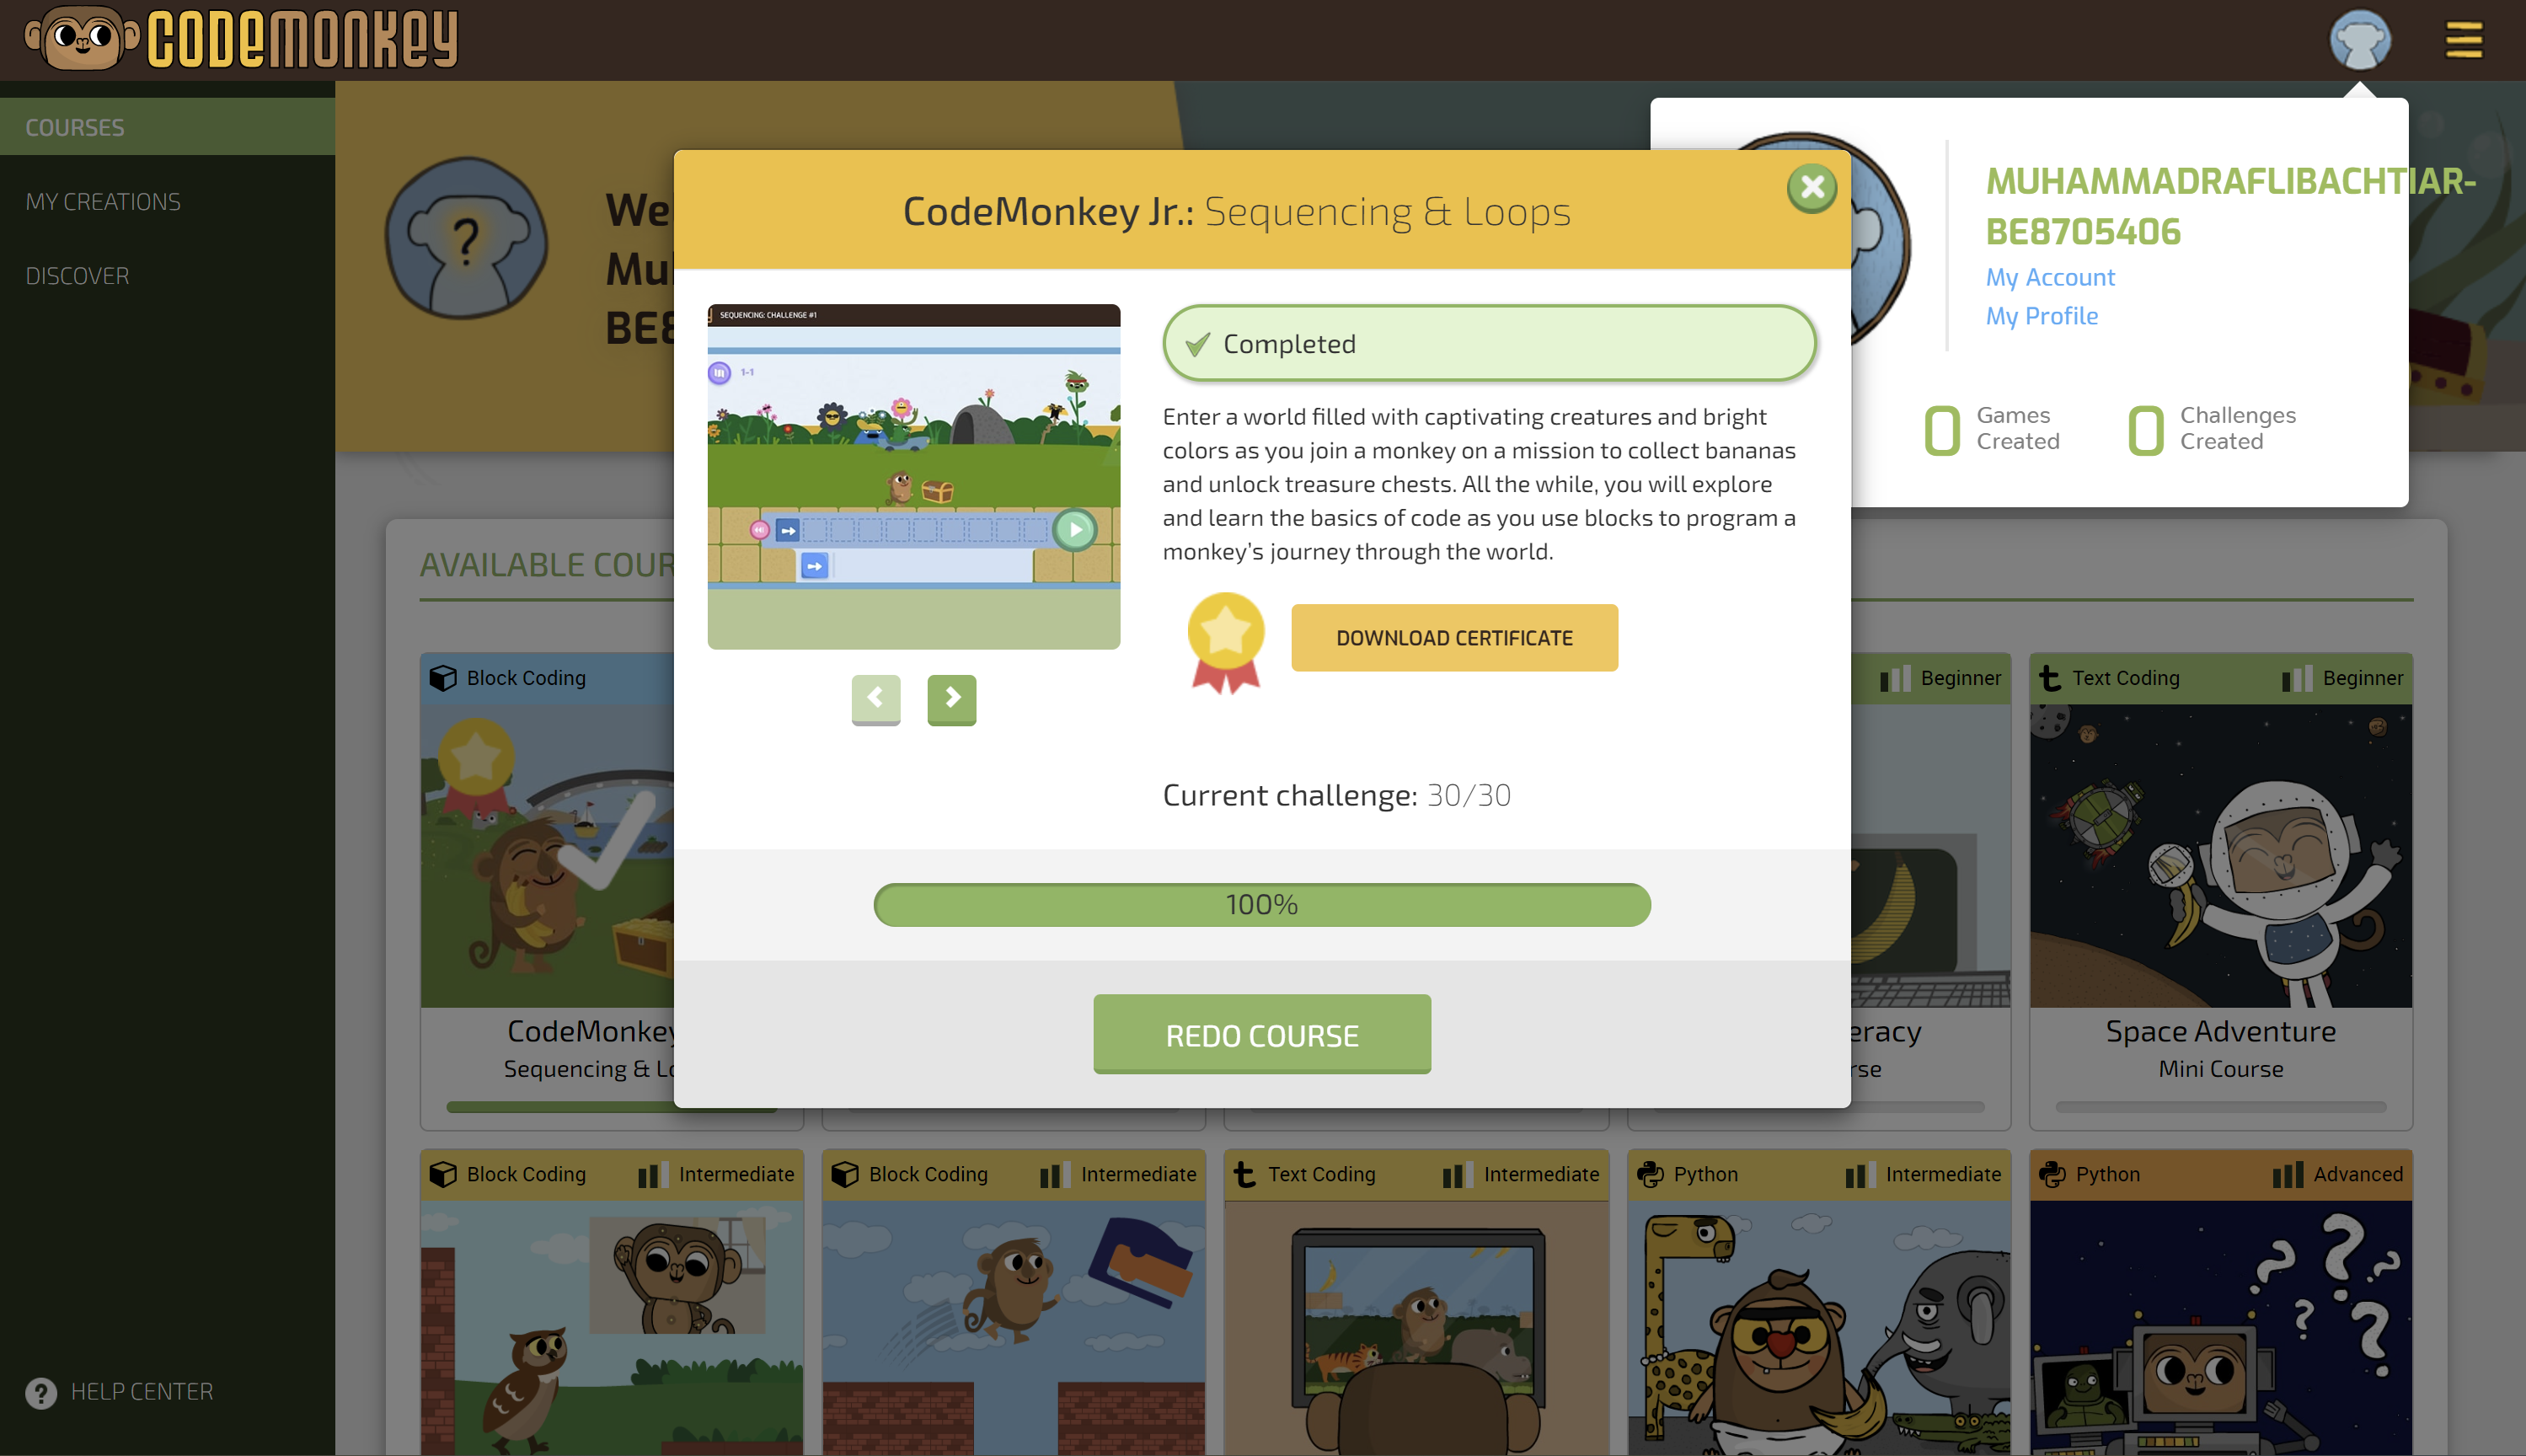 CODEMONKEY
COURSES
MY CREATIONS
DISCOVER
HELP CENTER
We
Mu
BE8
MUHAMMADRAFLIBACHTIAR-
BE8705406
My Account
My Profile
0 Games Created
0 Challenges Created
CodeMonkey Jr.: Sequencing & Loops
SEQUENCING: CHALLENGE #1
1-1
Completed
Enter a world filled with captivating creatures and bright
colors as you join a monkey on a mission to collect bananas
and unlock treasure chests. All the while, you will explore
and learn the basics of code as you use blocks to program a
monkey's journey through the world.
DOWNLOAD CERTIFICATE
Current challenge: 30/30
100%
REDO COURSE
AVAILABLE COUR
Block Coding
Beginner
Text Coding Beginner
CodeMonkey
Sequencing & Lo
eracy
rse
Space Adventure
Mini Course
Block Coding Intermediate
Block Coding Intermediate
Text Coding Intermediate
Python Intermediate
Python Advanced